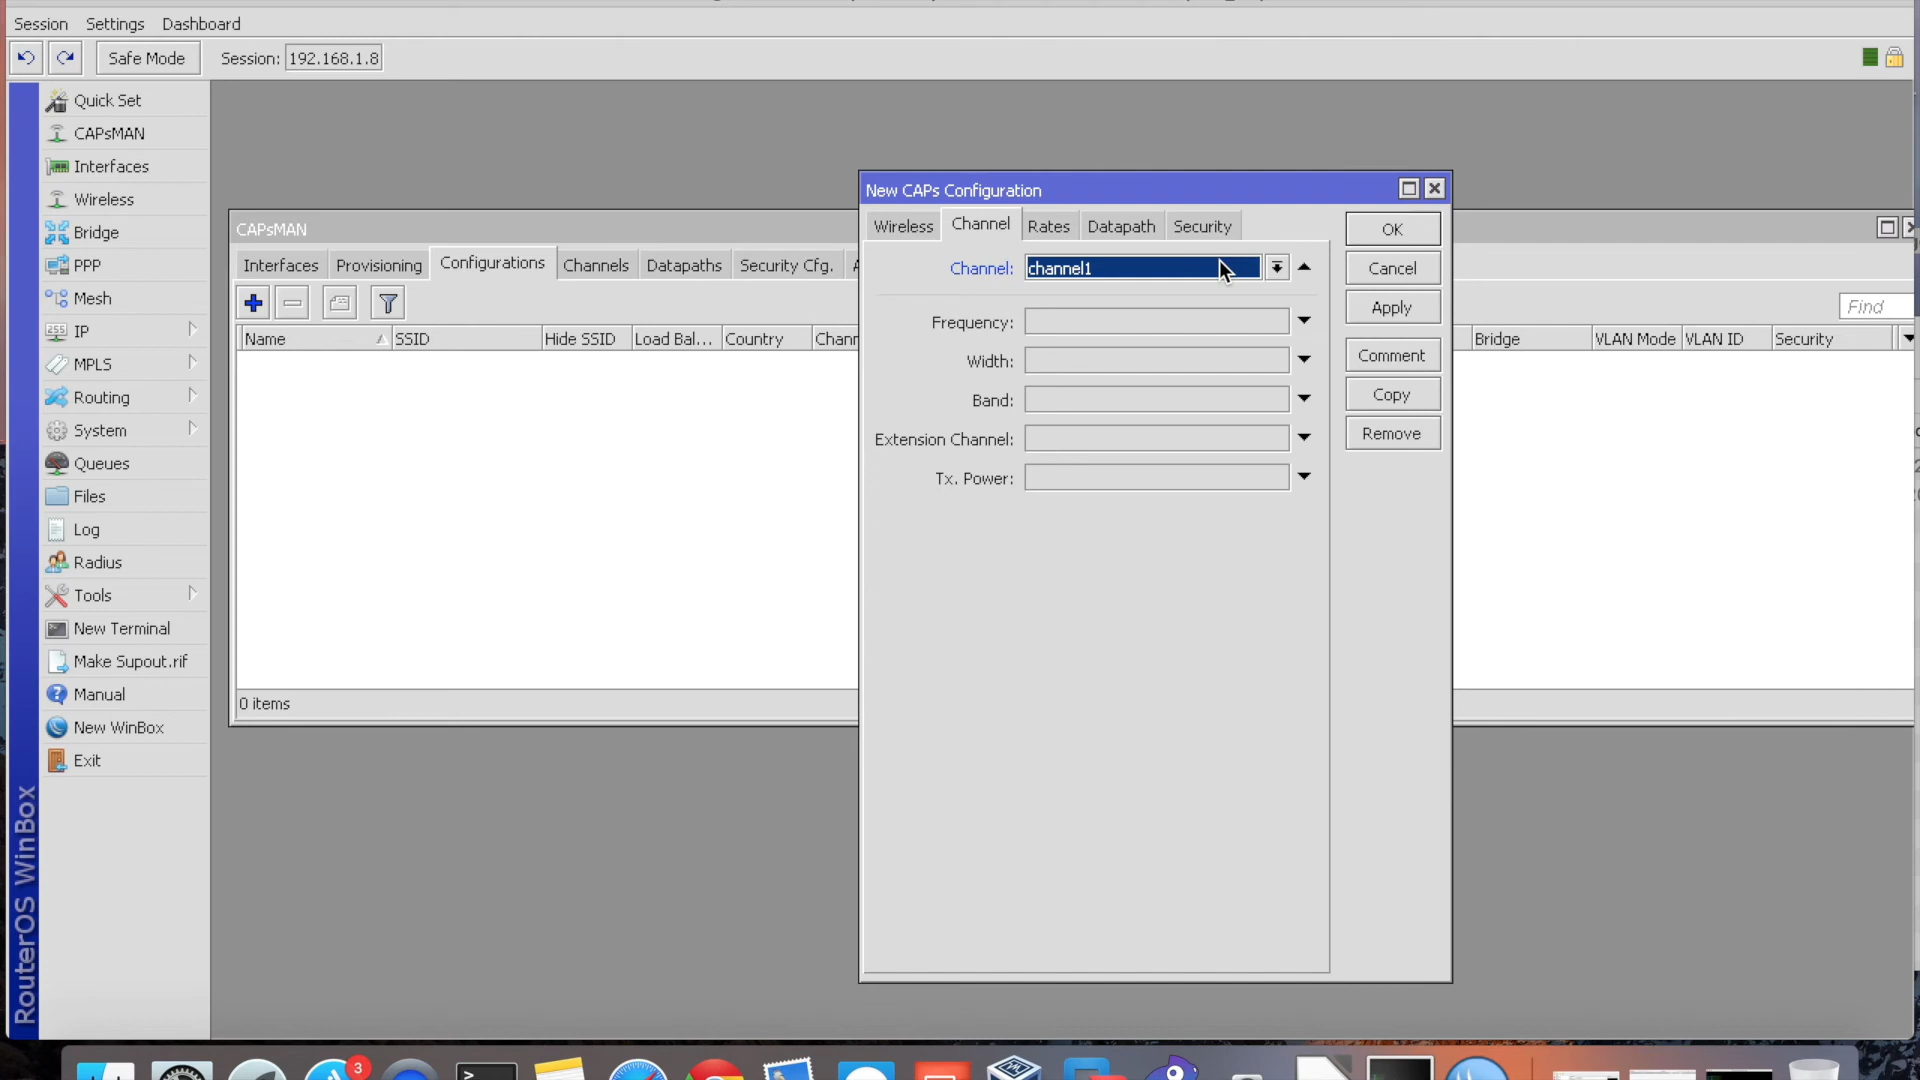 Session Settings Dashboard
Safe Mode Session: 192.168.1.8
Quick Set
CAPsMAN
Interfaces
Wireless
Bridge
PPP
Mesh
255 IP
MPLS
Routing
System
Queues
Files
Log
Radius
Tools
New Terminal
Make Supout.rif
Manual
New WinBox
Exit
RouterOS WinBox
CAPsMAN
Interfaces Provisioning Configurations Channels Datapaths Security Cfg. A
Find
Name SSID Hide SSID Load Bal... Country Chann
Bridge VLAN Mode VLAN ID Security
0 items
New CAPs Configuration
Wireless Channel Rates Datapath Security
Channel: channel1
Frequency:
Width:
Band:
Extension Channel:
Tx. Power:
OK
Cancel
Apply
Comment
Copy
Remove
3